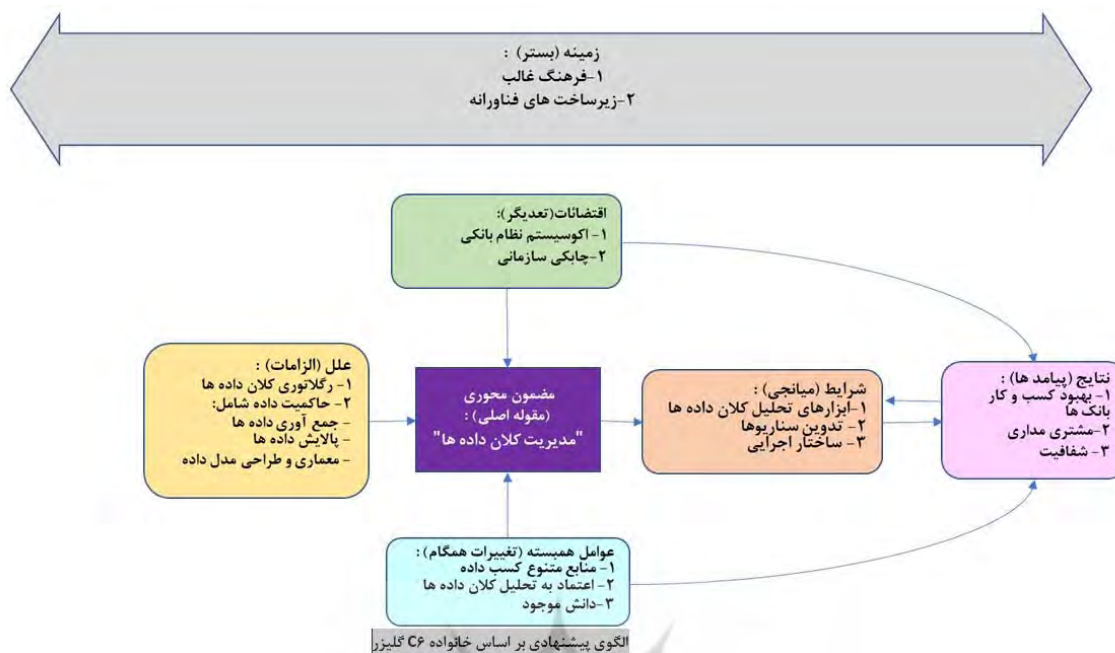 زمینه (بستر) :
۱-فرهنگ غالب
۲-زیرساخت های فناورانه
اقتضائات(تعدیگر):
۱- اکوسیستم نظام بانکی
۲-چابکی سازمانی
علل (الزامات) :
۱- رگلاتوری کلان داده ها
۲- حاکمیت داده شامل:
- جمع آوری داده ها
- پالایش داده ها
- معماری و طراحی مدل داده
مضمون محوری
(مقوله اصلی) :
"مدیریت کلان داده ها"
شرایط (میانجی) :
۱-ابزارهای تحلیل کلان داده ها
۲- تدوین سناریوها
۳- ساختار اجرایی
نتایج (پیامد ها) :
۱- بهبود کسب و کار
بانک ها
۲-مشتری مداری
۳- شفافیت
عوامل همبسته (تغییرات همگام) :
۱- منابع متنوع کسب داده
۲- اعتماد به تحلیل کلان داده ها
۳-دانش موجود
الگوی پیشنهادی بر اساس خانواده C۶ گلیزر